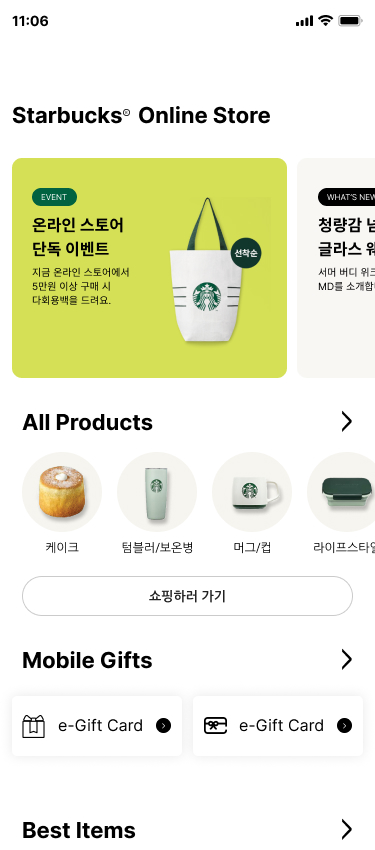 11:06
Starbucks® Online Store
EVENT
온라인 스토어
단독 이벤트
지금 온라인 스토어에서
5만원 이상 구매 시
다회용백을 드려요.
선착순
WHAT'S NEW
청량감 넘
글라스 워
서머 버디 위크
MD를 소개합
All Products
케이크
텀블러/보온병
머그/컵
라이프스타일
쇼핑하러 가기
Mobile Gifts
e-Gift Card
e-Gift Card
Best Items